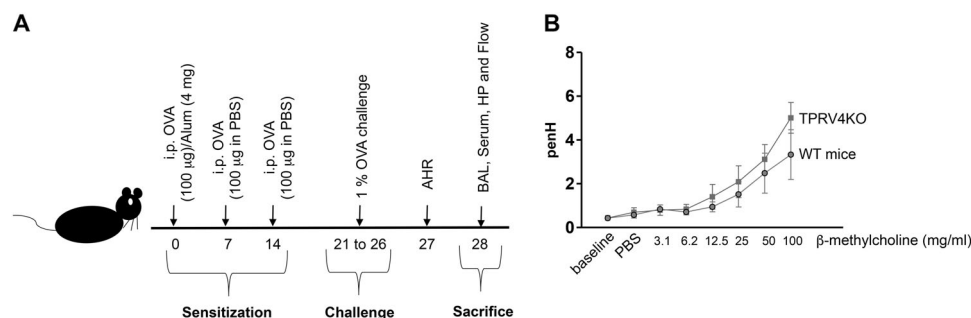 A
i.p. OVA
(100 µg)/Alum (4 mg)
i.p. OVA
(100 µg in PBS)
i.p. OVA
(100 µg in PBS)
1 % OVA challenge
AHR
BAL, Serum, HP and Flow
0 7 14 21 to 26 27 28
Sensitization Challenge Sacrifice
B
penH
8
6
4
2
0
TPRV4KO
WT mice
baseline PBS 3.1 6.2 12.5 25 50 100 β-methylcholine (mg/ml)